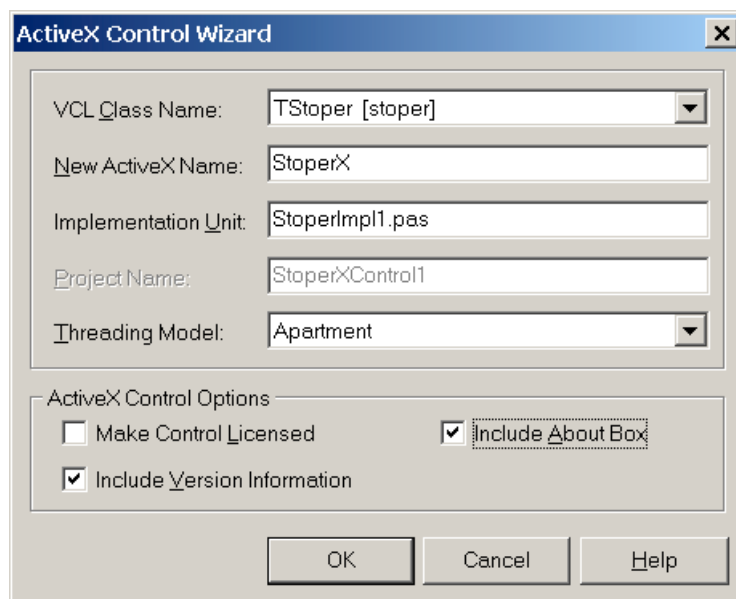 ActiveX Control Wizard
VCL Class Name: TStoper [stoper]
New ActiveX Name: StoperX
Implementation Unit: StoperImpl1.pas
Project Name: StoperXControl1
Threading Model: Apartment
ActiveX Control Options
Make Control Licensed Include About Box
Include Version Information
OK Cancel Help